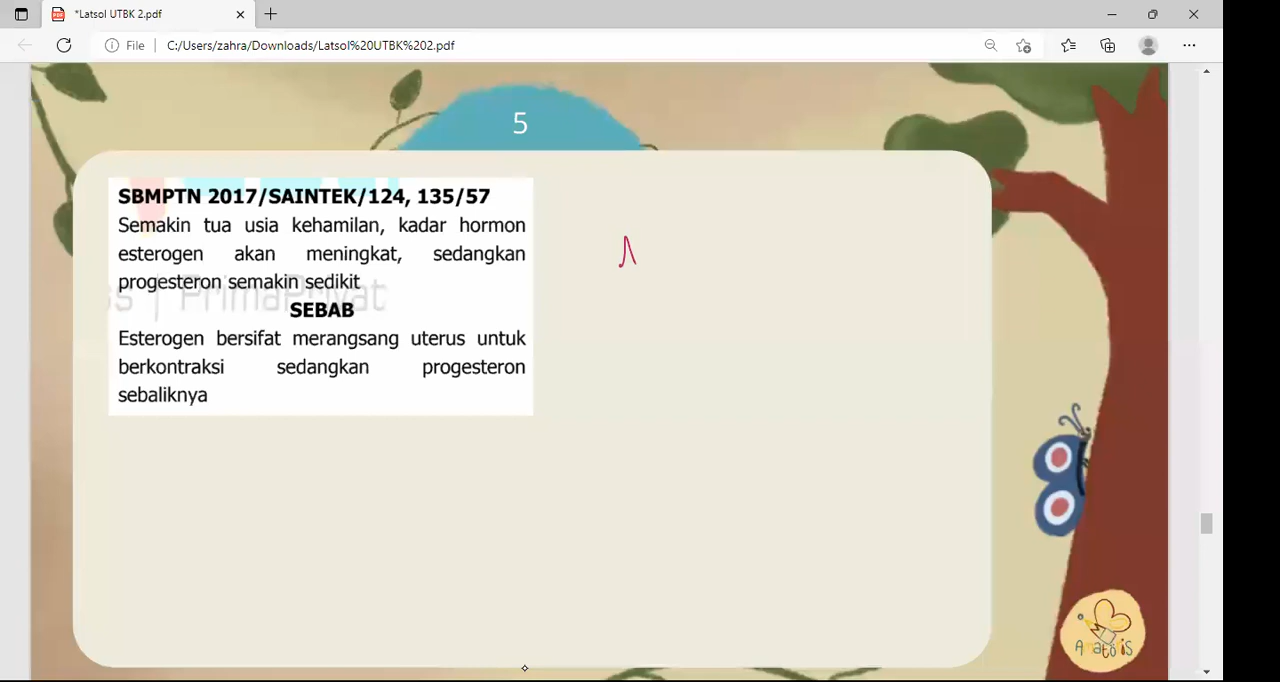 *Latsol UTBK 2.pdf
File
C:/Users/zahra/Downloads/Latsol%20UTBK%202.pdf
5
SBMPTN 2017/SAINTEK/124, 135/57
Semakin tua usia kehamilan, kadar hormon
esterogen akan meningkat, sedangkan
progesteron semakin sedikit
SEBAB
Esterogen bersifat merangsang uterus untuk
berkontraksi sedangkan progesteron
sebaliknya
| PrimaPrivat